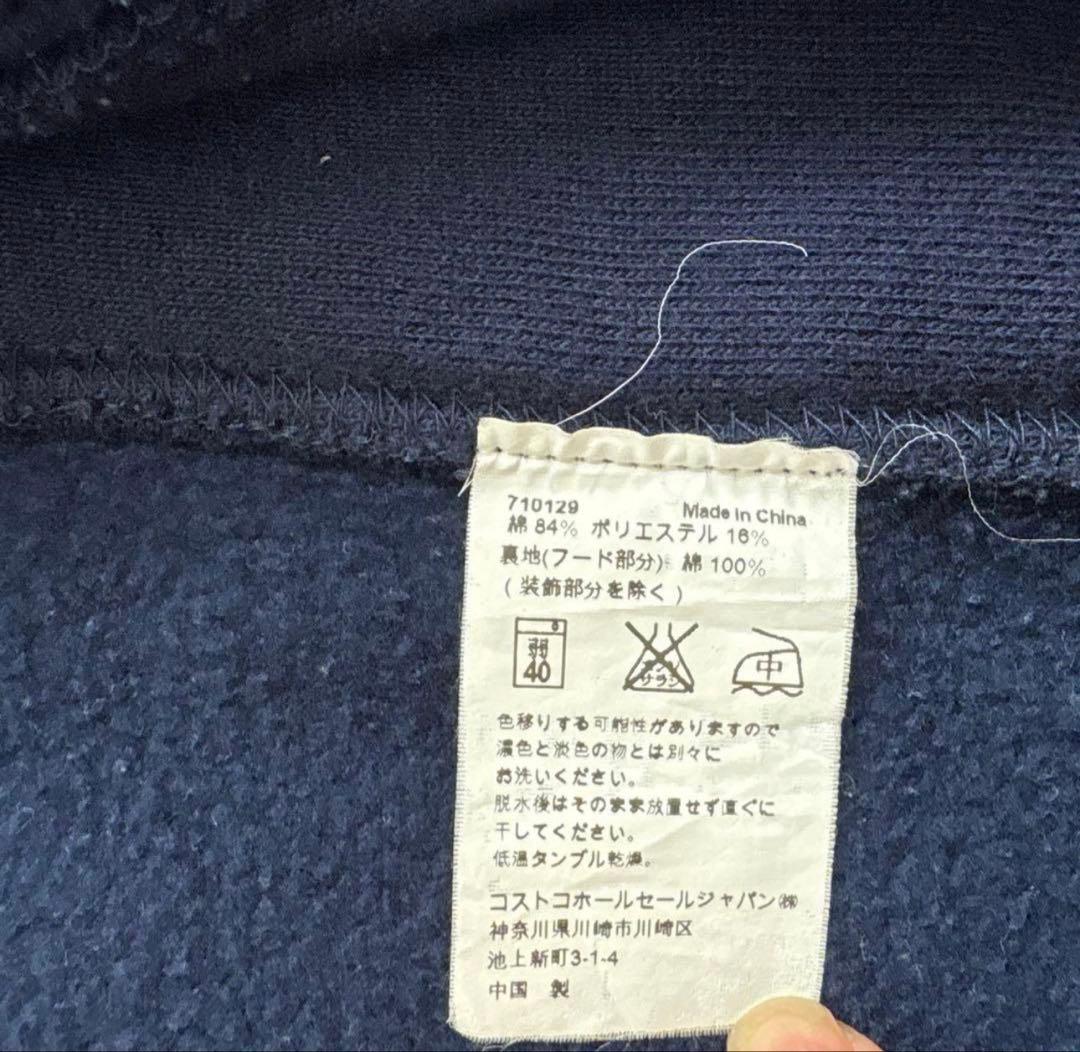 710129 Made in China
綿 84% ポリエステル 16%
裏地(フード部分): 綿 100%
( 装飾部分を除く )
弱
40
エンソ
サラシ
中
色移りする可能性がありますので
濃色と淡色の物とは別々に
お洗いください。
脱水後はそのまま放置せず直ぐに
干してください。
低温タンブル乾燥。
コストコホールセールジャパン㈱
神奈川県川崎市川崎区
池上新町3-1-4
中国 製